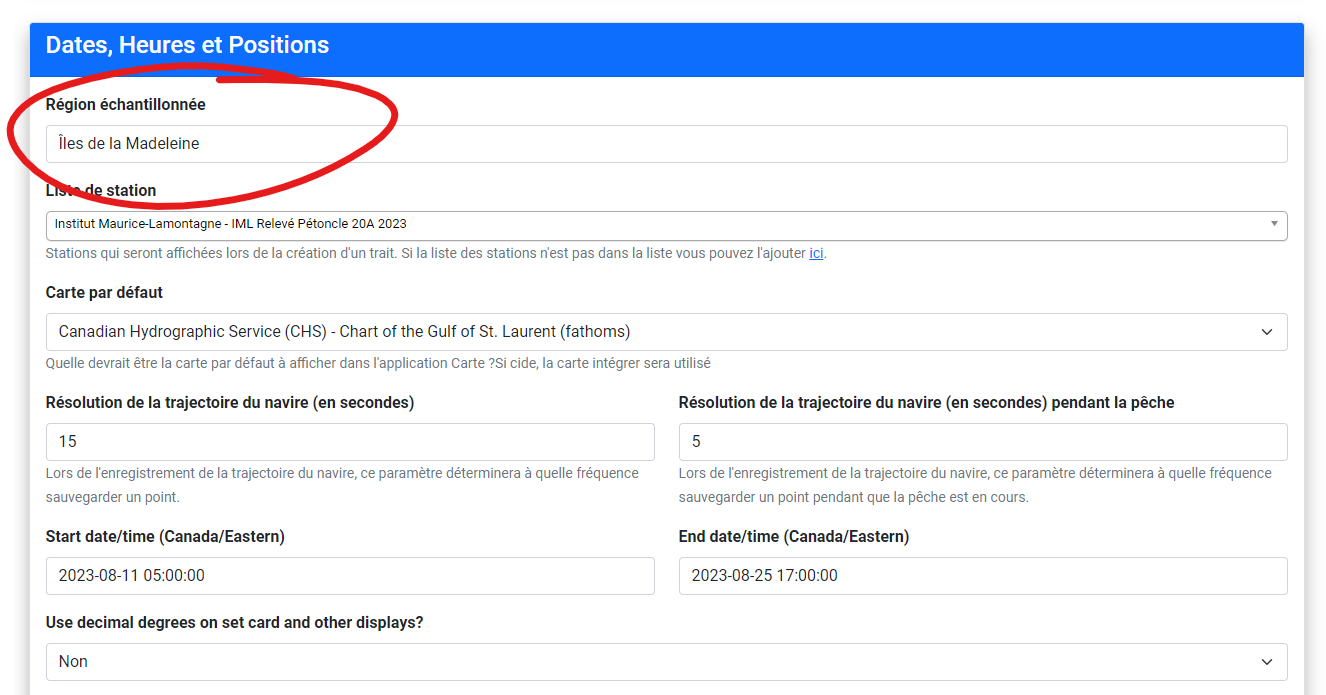 Dates, Heures et Positions
Région échantillonnée
Îles de la Madeleine
Liste de station
Institut Maurice-Lamontagne - IML Relevé Pétoncle 20A 2023
Stations qui seront affichées lors de la création d'un trait. Si la liste des stations n'est pas dans la liste vous pouvez l'ajouter ici.
Carte par défaut
Canadian Hydrographic Service (CHS) - Chart of the Gulf of St. Laurent (fathoms)
Quelle devrait être la carte par défaut à afficher dans l'application Carte ?Si cide, la carte intégrer sera utilisé
Résolution de la trajectoire du navire (en secondes)
15
Lors de l'enregistrement de la trajectoire du navire, ce paramètre déterminera à quelle fréquence
sauvegarder un point.
Résolution de la trajectoire du navire (en secondes) pendant la pêche
5
Lors de l'enregistrement de la trajectoire du navire, ce paramètre déterminera à quelle fréquence
sauvegarder un point pendant que la pêche est en cours.
Start date/time (Canada/Eastern)
2023-08-11 05:00:00
End date/time (Canada/Eastern)
2023-08-25 17:00:00
Use decimal degrees on set card and other displays?
Non